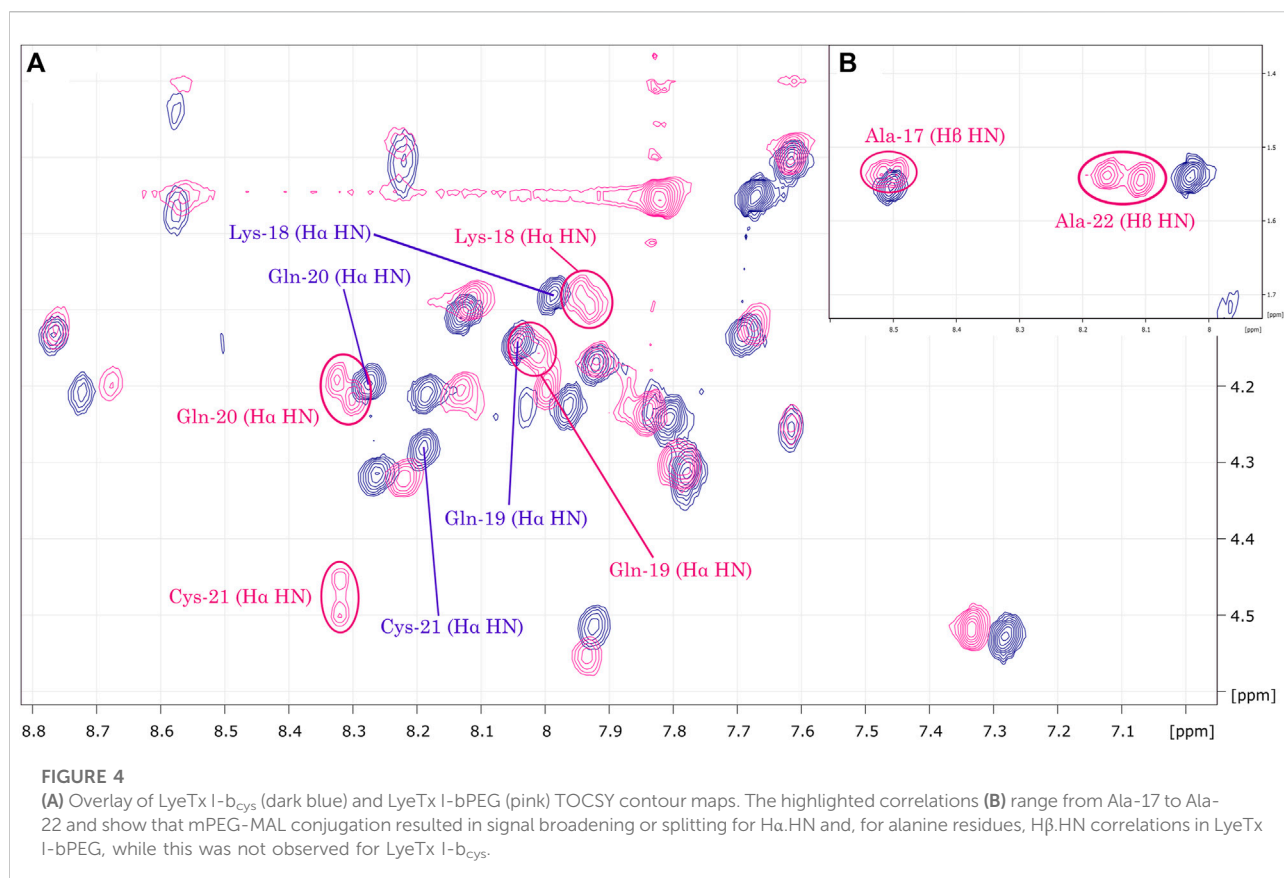 A
B
1.4
Ala-17 (Hβ HN)
1.5
Lys-18 (Hα HN)
Lys-18 (Hα HN)
Ala-22 (Hβ HN)
1.6
Gln-20 (Hα HN)
1.7
8.5 8.4 8.3 8.2 8.1 8 [ppm]
[ppm]
4.2
Gln-20 (Hα HN)
4.3
Gln-19 (Hα HN)
4.4
Gln-19 (Hα HN)
Cys-21 (Hα HN)
Cys-21 (Hα HN)
4.5
[ppm]
8.8 8.7 8.6 8.5 8.4 8.3 8.2 8.1 8 7.9 7.8 7.7 7.6 7.5 7.4 7.3 7.2 7.1 [ppm]
FIGURE 4
(A) Overlay of LyeTx I-bcys (dark blue) and LyeTx I-bPEG (pink) TOCSY contour maps. The highlighted correlations (B) range from Ala-17 to Ala-
22 and show that mPEG-MAL conjugation resulted in signal broadening or splitting for Hα.HN and, for alanine residues, Hβ.HN correlations in LyeTx
I-bPEG, while this was not observed for LyeTx I-bcys.